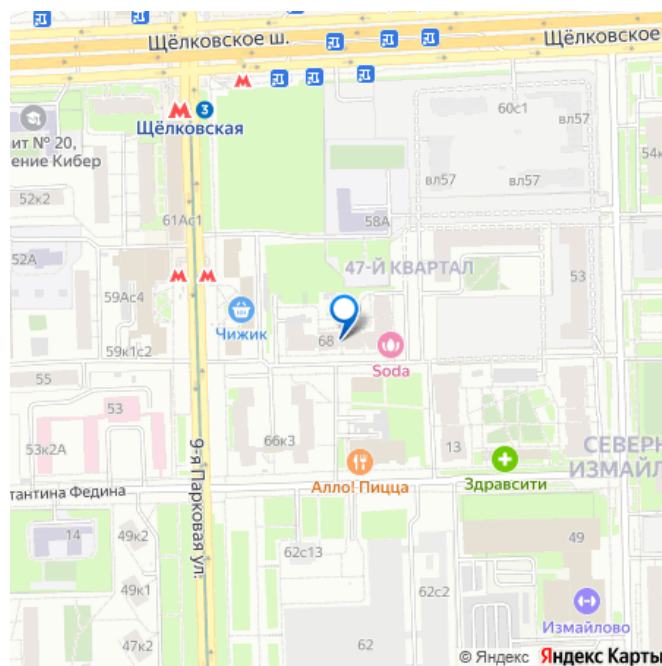 Щёлковское ш.
Щёлковское
3
Щёлковская
ит № 20,
ение Кибер
52к2
61Ас1
60с1
вл57
вл57
54к
58А
52А
47-Й КВАРТАЛ
53
59Ас4
Чижик
68
59к1с2
Soda
55
53
66к3
53к2А
13
СЕВЕРН
ИЗМАЙЛ
Алло! Пицца
Здравсити
9-я Парковая ул.
тантина Федина
14
49к2
62с13
49
49к1
62с2
Измайлово
47к2
62
© Яндекс Яндекс Карты